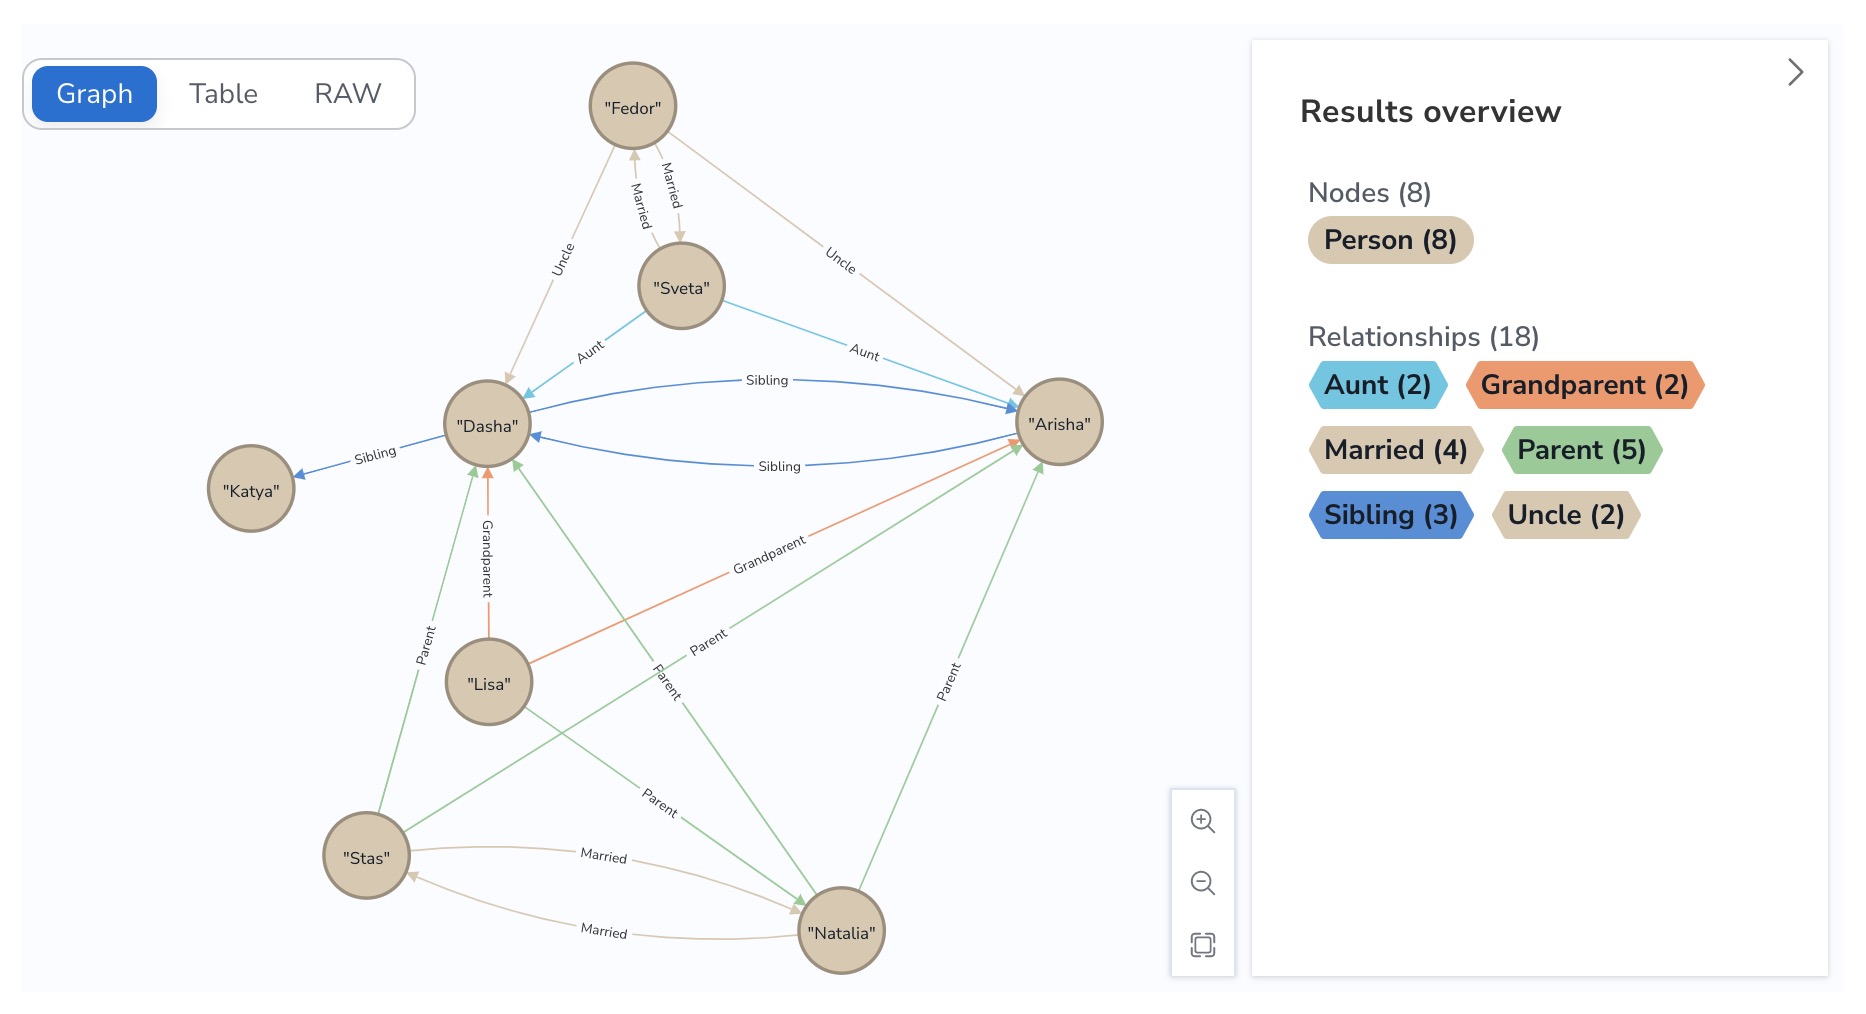 Graph Table RAW
"Fedor"
Married
Married
Uncle
Uncle
"Sveta"
Aunt
Aunt
Sibling
"Dasha"
"Arisha"
Sibling
Sibling
"Katya"
Grandparent
Grandparent
Parent
Parent
Parent
Parent
"Lisa"
Parent
"Stas"
Married
Married
"Natalia"
Results overview
Nodes (8)
Person (8)
Relationships (18)
Aunt (2) Grandparent (2)
Married (4) Parent (5)
Sibling (3) Uncle (2)